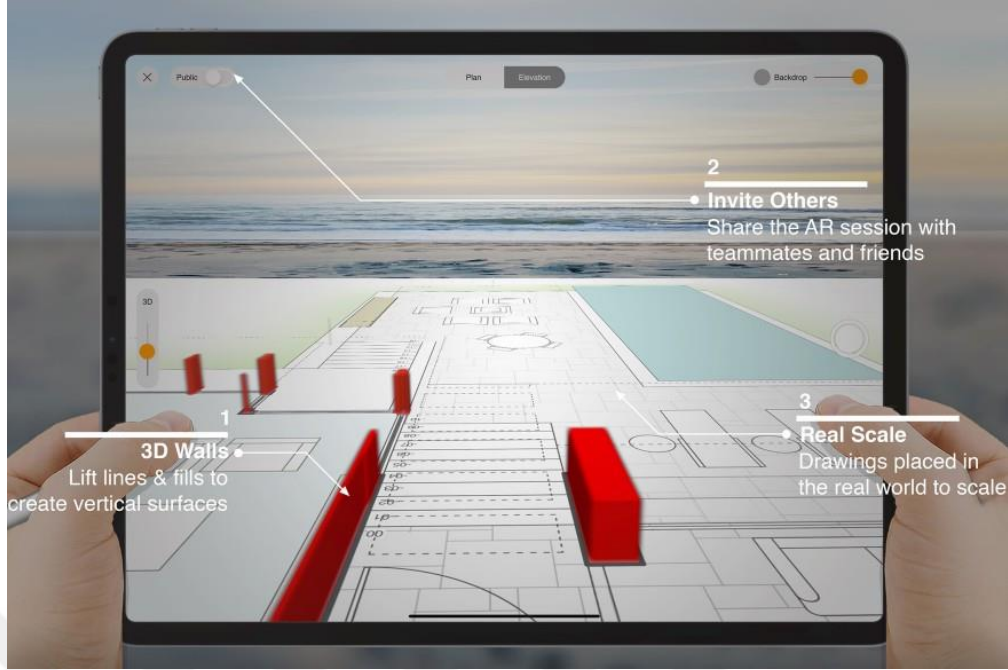 Public
Plan
Elevation
Backdrop
2
Invite Others
Share the AR session with
teammates and friends
3D
1
3D Walls
Lift lines & fills to
create vertical surfaces
3
Real Scale
Drawings placed in
the real world to scale
00